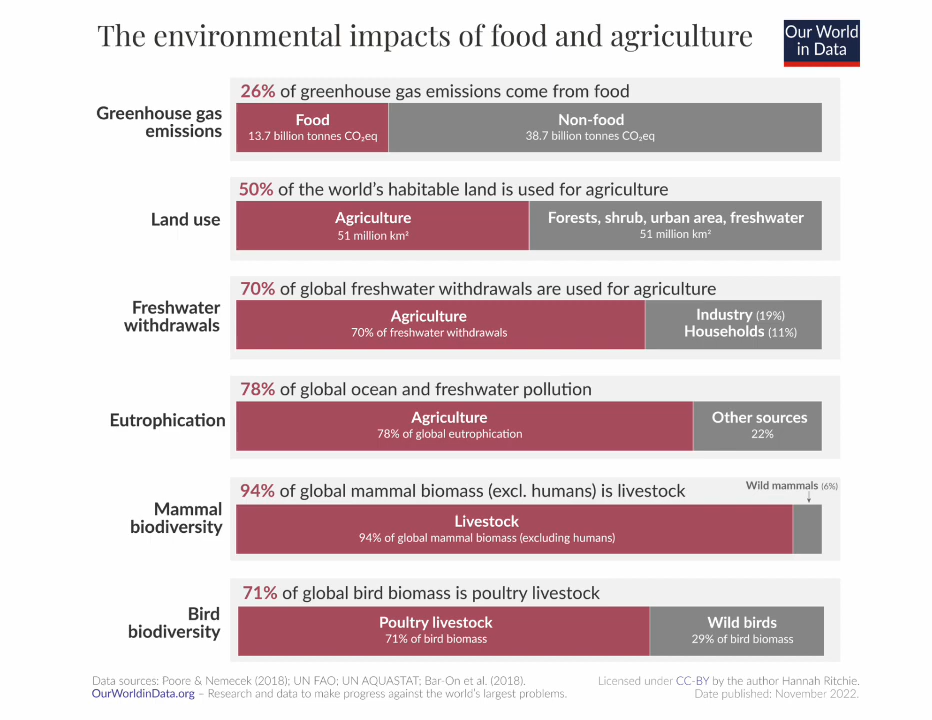 The environmental impacts of food and agriculture
Our World
in Data
26% of greenhouse gas emissions come from food
Greenhouse gas
emissions
Food
13.7 billion tonnes CO₂eq
Non-food
38.7 billion tonnes CO₂eq
50% of the world's habitable land is used for agriculture
Land use
Agriculture
51 million km²
Forests, shrub, urban area, freshwater
51 million km²
70% of global freshwater withdrawals are used for agriculture
Freshwater
withdrawals
Agriculture
70% of freshwater withdrawals
Industry (19%)
Households (11%)
78% of global ocean and freshwater pollution
Eutrophication
Agriculture
78% of global eutrophication
Other sources
22%
94% of global mammal biomass (excl. humans) is livestock
Wild mammals (6%)
Mammal
biodiversity
Livestock
94% of global mammal biomass (excluding humans)
71% of global bird biomass is poultry livestock
Bird
biodiversity
Poultry livestock
71% of bird biomass
Wild birds
29% of bird biomass
Data sources: Poore & Nemecek (2018); UN FAO; UN AQUASTAT; Bar-On et al. (2018).
OurWorldinData.org – Research and data to make progress against the world's largest problems.
Licensed under CC-BY by the author Hannah Ritchie.
Date published: November 2022.